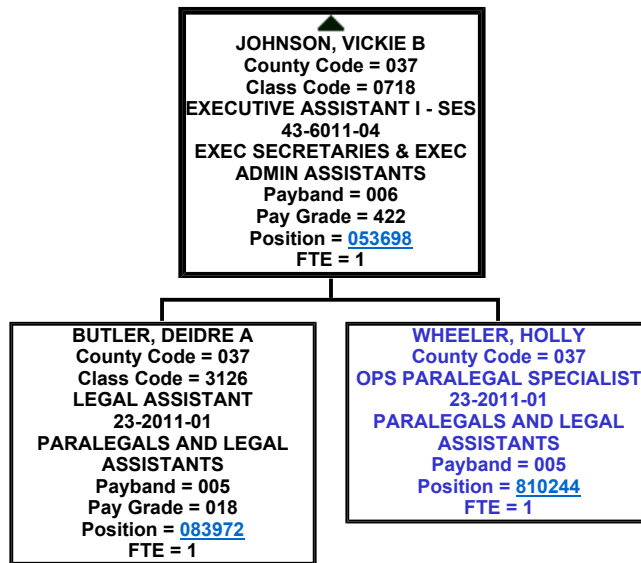 JOHNSON, VICKIE B
County Code = 037
Class Code = 0718
EXECUTIVE ASSISTANT I - SES
43-6011-04
EXEC SECRETARIES & EXEC
ADMIN ASSISTANTS
Payband = 006
Pay Grade = 422
Position = 053698
FTE = 1
BUTLER, DEIDRE A
County Code = 037
Class Code = 3126
LEGAL ASSISTANT
23-2011-01
PARALEGALS AND LEGAL
ASSISTANTS
Payband = 005
Pay Grade = 018
Position = 083972
FTE = 1
WHEELER, HOLLY
County Code = 037
OPS PARALEGAL SPECIALIST
23-2011-01
PARALEGALS AND LEGAL
ASSISTANTS
Payband = 005
Position = 810244
FTE = 1